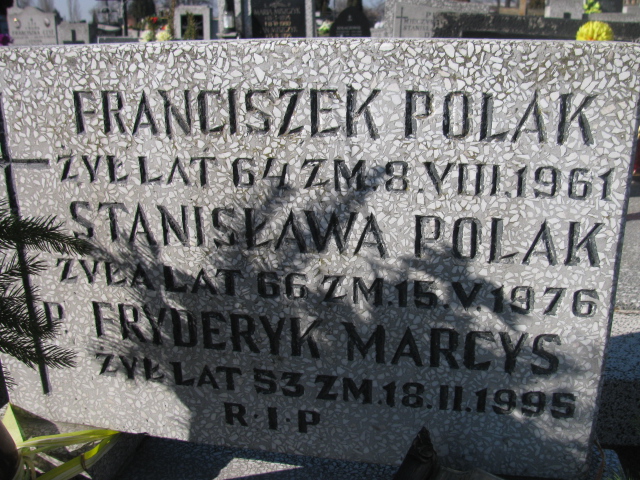 FRANCISZEK POLAK
ŻYŁ LAT 64 ZM. 8.VIII.1961
STANISŁAWA POLAK
ŻYŁA LAT 66 ZM.15.V.1976
P. FRYDERYK MARCYS
ŻYŁ LAT 53 ZM.18.II.1995
R·I·P